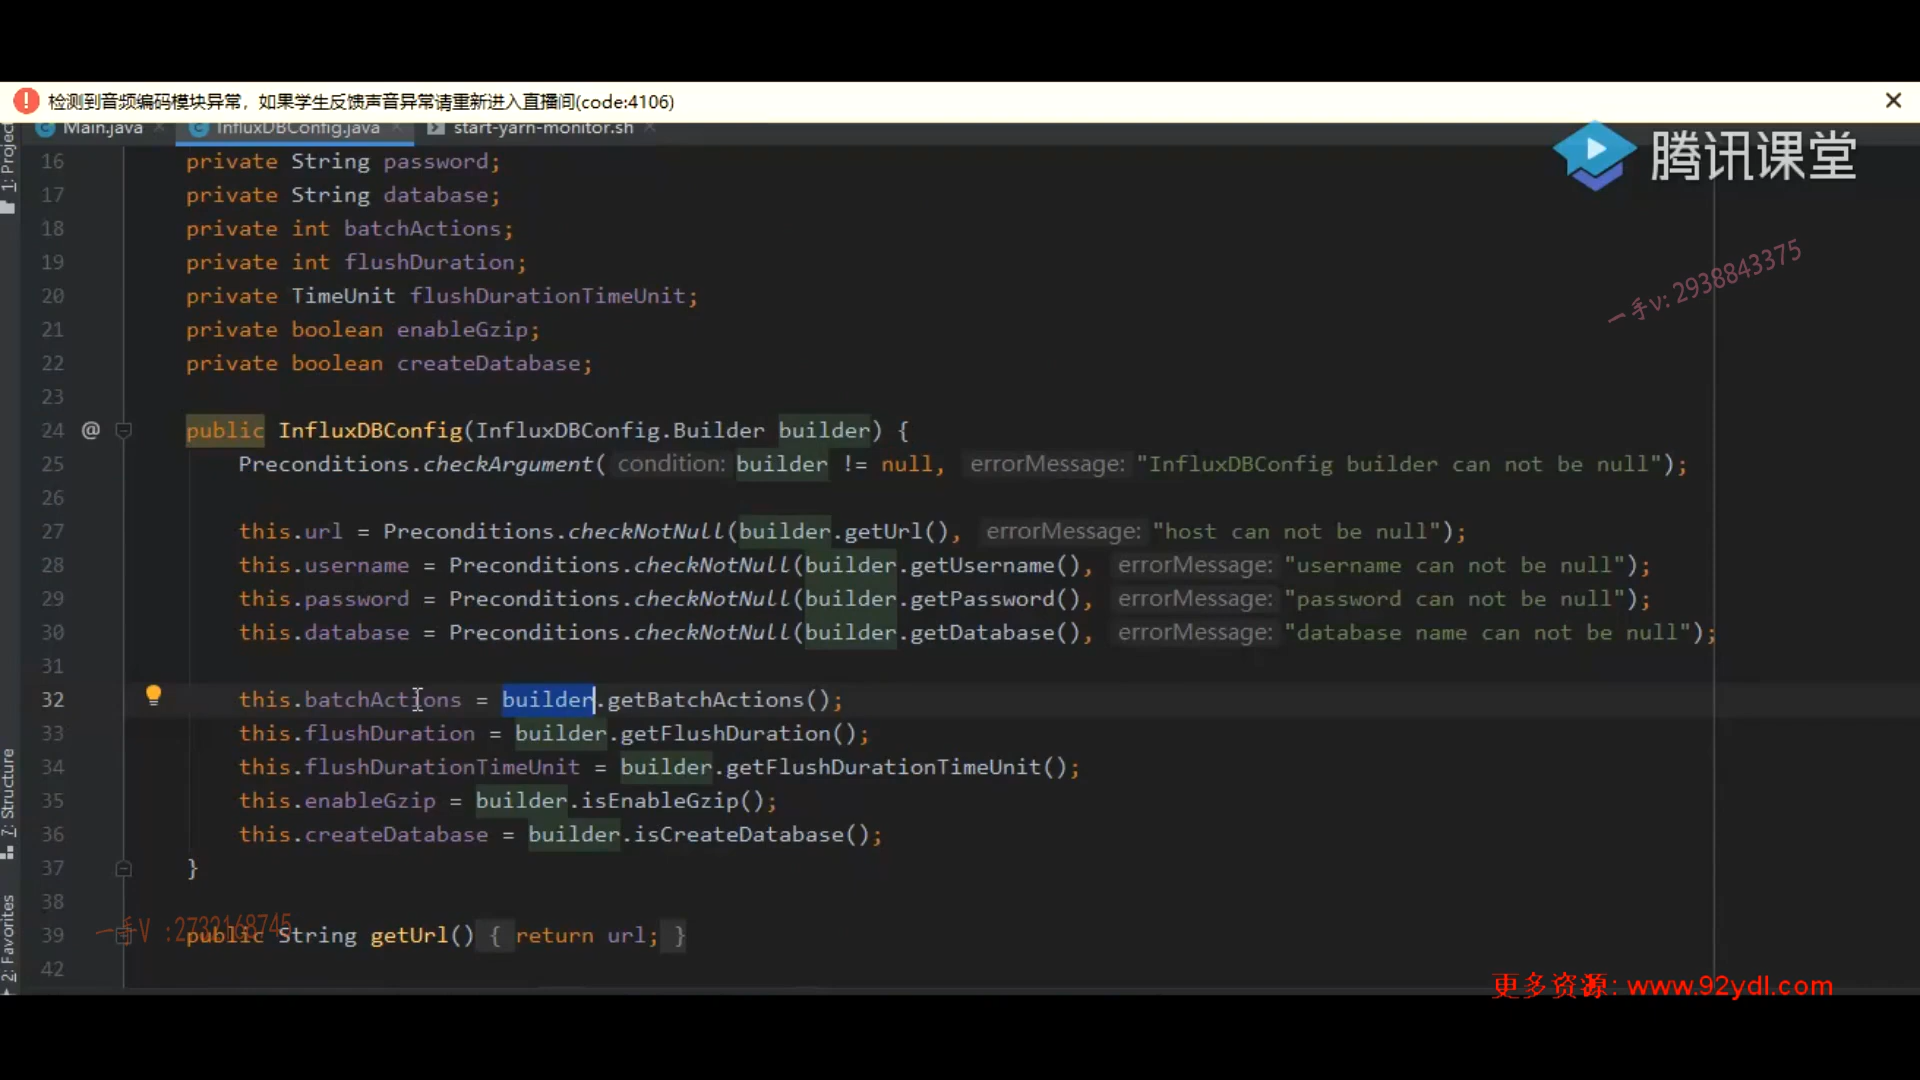 检测到音频编码模块异常，如果学生反馈声音异常请重新进入直播间(code:4106)
Main.java
InfluxDBConfig.java
start-yarn-monitor.sh
腾讯课堂
1: Project
7: Structure
2: Favorites
16 private String password;
17 private String database;
18 private int batchActions;
19 private int flushDuration;
20 private TimeUnit flushDurationTimeUnit;
21 private boolean enableGzip;
22 private boolean createDatabase;
23
24 @ public InfluxDBConfig(InfluxDBConfig.Builder builder) {
25 Preconditions.checkArgument( condition: builder != null, errorMessage: "InfluxDBConfig builder can not be null");
26
27 this.url = Preconditions.checkNotNull(builder.getUrl(), errorMessage: "host can not be null");
28 this.username = Preconditions.checkNotNull(builder.getUsername(), errorMessage: "username can not be null");
29 this.password = Preconditions.checkNotNull(builder.getPassword(), errorMessage: "password can not be null");
30 this.database = Preconditions.checkNotNull(builder.getDatabase(), errorMessage: "database name can not be null");
31
32 this.batchActions = builder.getBatchActions();
33 this.flushDuration = builder.getFlushDuration();
34 this.flushDurationTimeUnit = builder.getFlushDurationTimeUnit();
35 this.enableGzip = builder.isEnableGzip();
36 this.createDatabase = builder.isCreateDatabase();
37 }
38
39 public String getUrl() { return url; }
42
一手v: 2938843375
一手V :2732168745
更多资源: www.92ydl.com